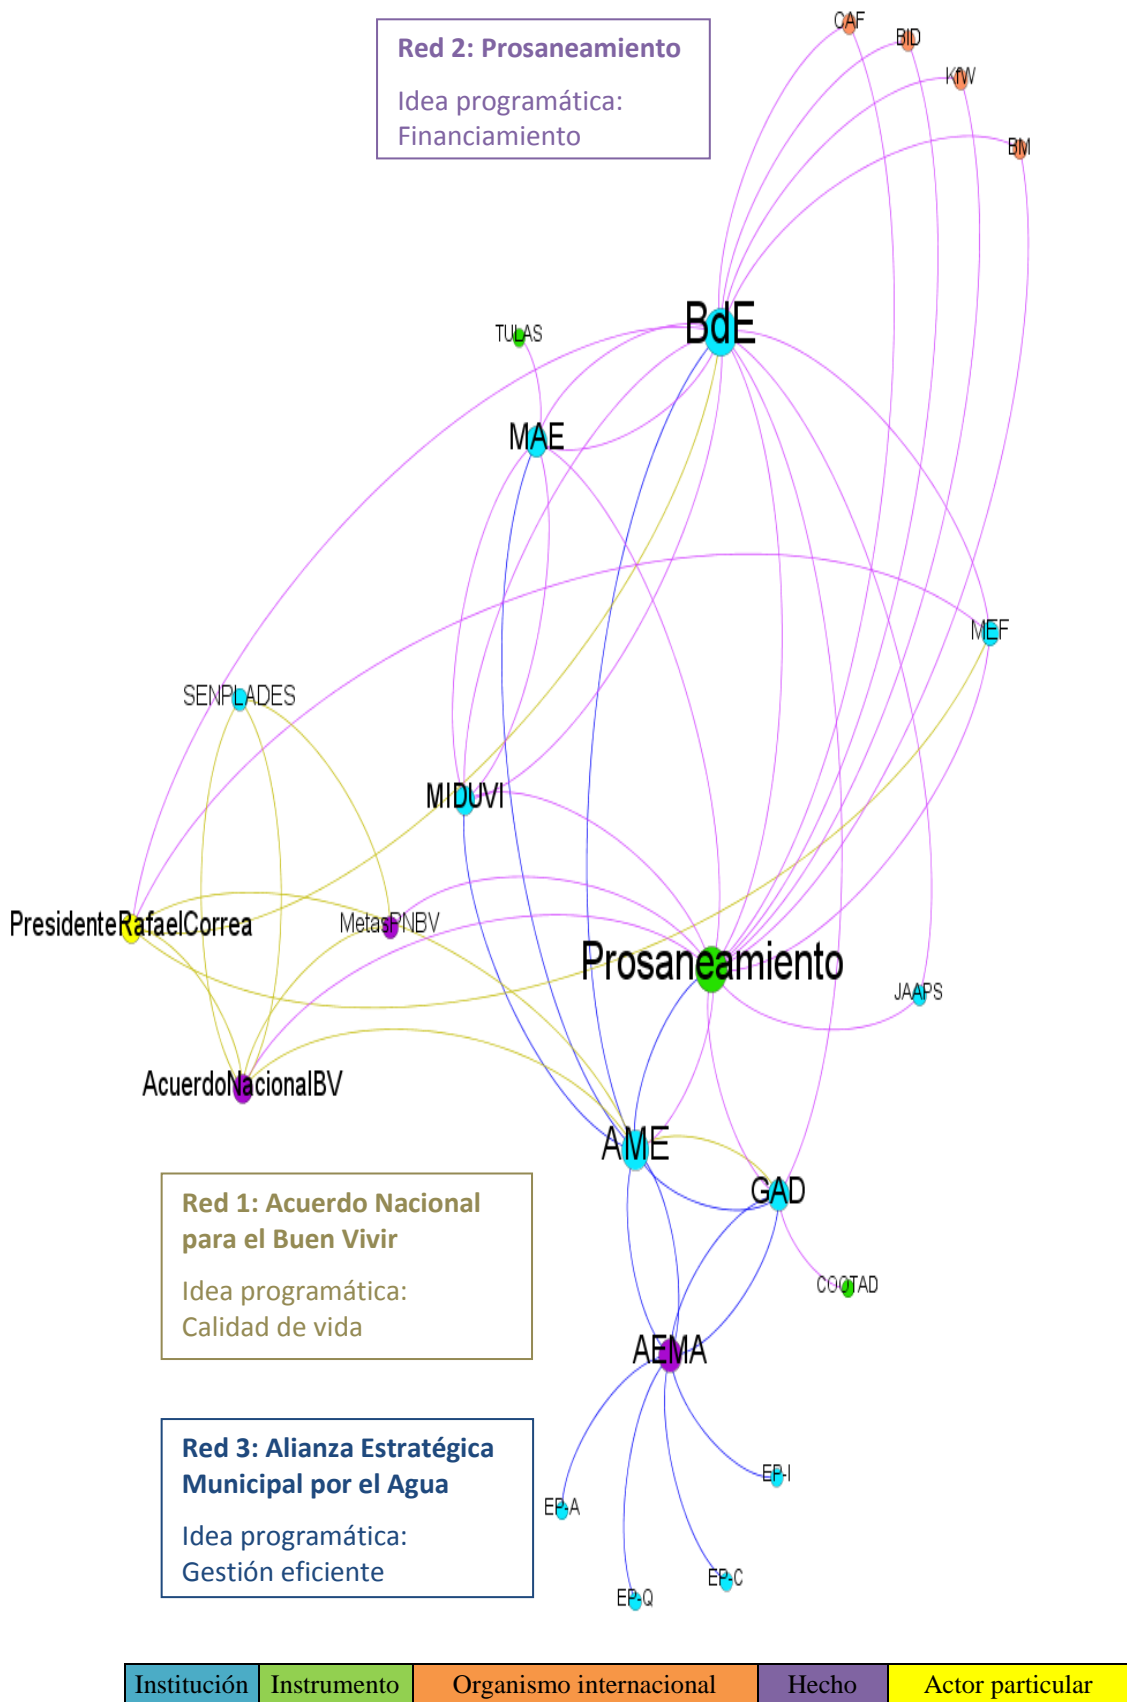 CAF
Red 2: Prosaneamiento
BID
KfW
Idea programática:
Financiamiento
BM
BdE
TULAS
MAE
MEF
SENPLADES
MIDUVI
PresidenteRafaelCorrea
MetasPNBV
Prosaneamiento
JAAPS
AcuerdoNacionalBV
AME
Red 1: Acuerdo Nacional
para el Buen Vivir
GAD
Idea programática:
Calidad de vida
COOTAD
AEMA
Red 3: Alianza Estratégica
Municipal por el Agua
EP-I
EP-A
Idea programática:
Gestión eficiente
EP-C
EP-Q
Institución Instrumento Organismo internacional Hecho Actor particular